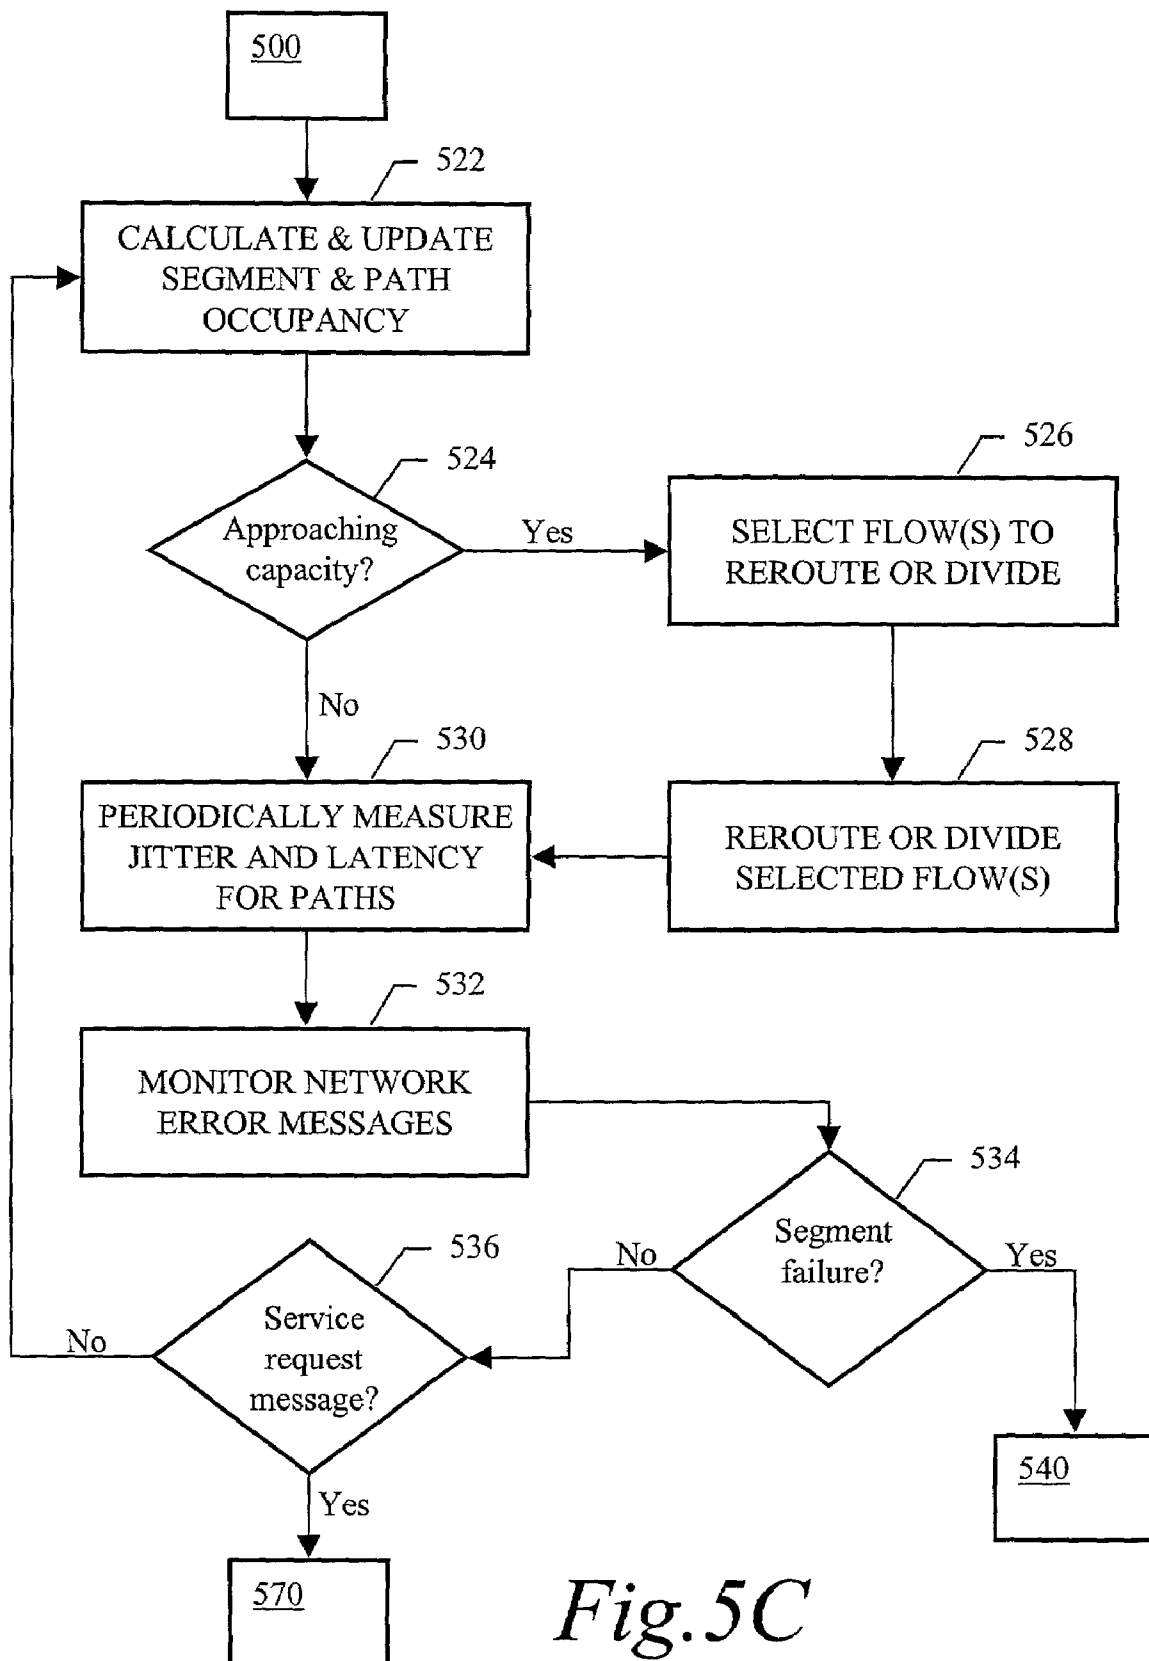 500
522
CALCULATE & UPDATE
SEGMENT & PATH
OCCUPANCY
524
Approaching
capacity?
Yes
526
SELECT FLOW(S) TO
REROUTE OR DIVIDE
No
530
PERIODICALLY MEASURE
JITTER AND LATENCY
FOR PATHS
528
REROUTE OR DIVIDE
SELECTED FLOW(S)
532
MONITOR NETWORK
ERROR MESSAGES
534
Segment
failure?
No
Yes
536
Service
request
message?
No
Yes
540
570
Fig.5C